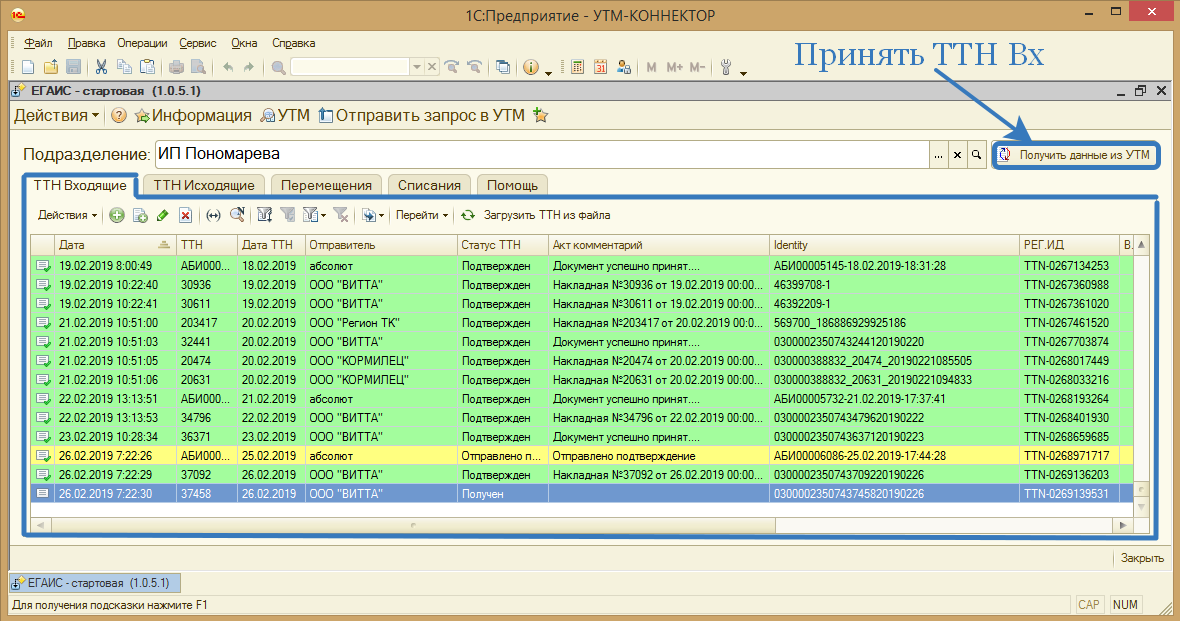 1С:Предприятие - УТМ-КОННЕКТОР
Файл Правка Операции Сервис Окна Справка
M M+ M-
Принять ТТН Вх
ЕГАИС - стартовая (1.0.5.1)
Действия Информация УТМ Отправить запрос в УТМ
Подразделение: ИП Пономарева ... x Получить данные из УТМ
ТТН Входящие ТТН Исходящие Перемещения Списания Помощь
Действия Перейти Загрузить ТТН из файла
Дата ТТН Дата ТТН Отправитель Статус ТТН Акт комментарий Identity РЕГ.ИД В.
19.02.2019 8:00:49 АБИ000... 18.02.2019 абсолют Подтвержден Документ успешно принят.... АБИ00005145-18.02.2019-18:31:28 TTN-0267134253
19.02.2019 10:22:40 30936 19.02.2019 ООО "ВИТТА" Подтвержден Накладная №30936 от 19.02.2019 00:00... 46399708-1 TTN-0267360988
19.02.2019 10:22:41 30611 19.02.2019 ООО "ВИТТА" Подтвержден Накладная №30611 от 19.02.2019 00:00... 46392209-1 TTN-0267361020
21.02.2019 10:51:00 203417 20.02.2019 ООО "Регион ТК" Подтвержден Накладная №203417 от 20.02.2019 00:0... 569700_186886929925186 TTN-0267461520
21.02.2019 10:51:03 32441 20.02.2019 ООО "ВИТТА" Подтвержден Документ успешно принят.... 0300002350743244120190220 TTN-0267703874
21.02.2019 10:51:05 20474 20.02.2019 ООО "КОРМИЛЕЦ" Подтвержден Накладная №20474 от 20.02.2019 00:00... 030000388832_20474_20190221085505 TTN-0268017449
21.02.2019 10:51:06 20631 20.02.2019 ООО "КОРМИЛЕЦ" Подтвержден Накладная №20631 от 20.02.2019 00:00... 030000388832_20631_20190221094833 TTN-0268033216
22.02.2019 13:13:51 АБИ000... 21.02.2019 абсолют Подтвержден Документ успешно принят.... АБИ00005732-21.02.2019-17:37:41 TTN-0268193264
22.02.2019 13:13:53 34796 22.02.2019 ООО "ВИТТА" Подтвержден Накладная №34796 от 22.02.2019 00:00... 0300002350743479620190222 TTN-0268401930
23.02.2019 10:28:34 36371 23.02.2019 ООО "ВИТТА" Подтвержден Документ успешно принят.... 0300002350743637120190223 TTN-0268659685
26.02.2019 7:22:26 АБИ000... 25.02.2019 абсолют Отправлено п... Отправлено подтверждение АБИ00006086-25.02.2019-17:44:28 TTN-0268971717
26.02.2019 7:22:29 37092 26.02.2019 ООО "ВИТТА" Подтвержден Накладная №37092 от 26.02.2019 00:00... 0300002350743709220190226 TTN-0269136203
26.02.2019 7:22:30 37458 26.02.2019 ООО "ВИТТА" Получен 0300002350743745820190226 TTN-0269139531
Закрыть
ЕГАИС - стартовая (1.0.5.1)
Для получения подсказки нажмите F1 CAP NUM